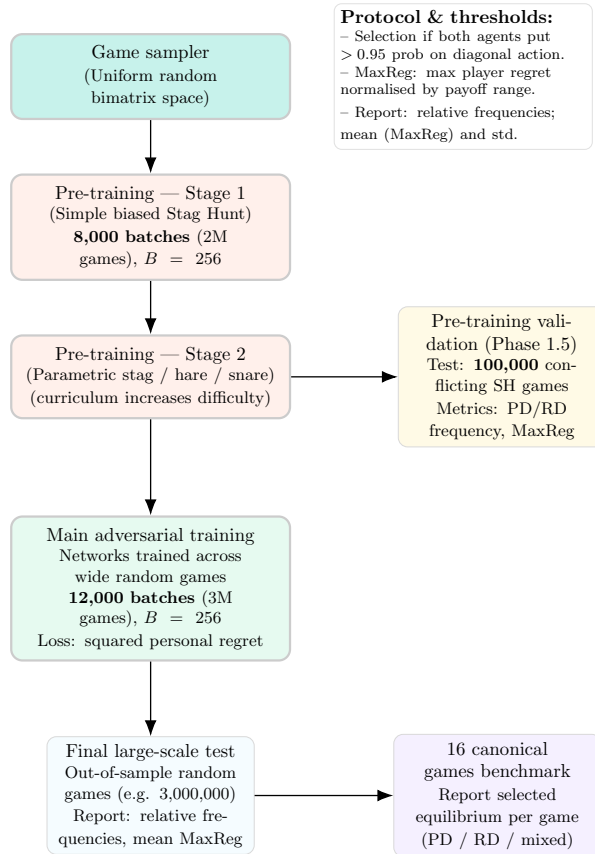 Game sampler
(Uniform random
bimatrix space)
Protocol & thresholds:
– Selection if both agents put
> 0.95 prob on diagonal action.
– MaxReg: max player regret
normalised by payoff range.
– Report: relative frequencies;
mean (MaxReg) and std.
Pre-training — Stage 1
(Simple biased Stag Hunt)
8,000 batches (2M
games), B = 256
Pre-training — Stage 2
(Parametric stag / hare / snare)
(curriculum increases difficulty)
Pre-training vali-
dation (Phase 1.5)
Test: 100,000 con-
flicting SH games
Metrics: PD/RD
frequency, MaxReg
Main adversarial training
Networks trained across
wide random games
12,000 batches (3M
games), B = 256
Loss: squared personal regret
Final large-scale test
Out-of-sample random
games (e.g. 3,000,000)
Report: relative fre-
quencies, mean MaxReg
16 canonical
games benchmark
Report selected
equilibrium per game
(PD / RD / mixed)